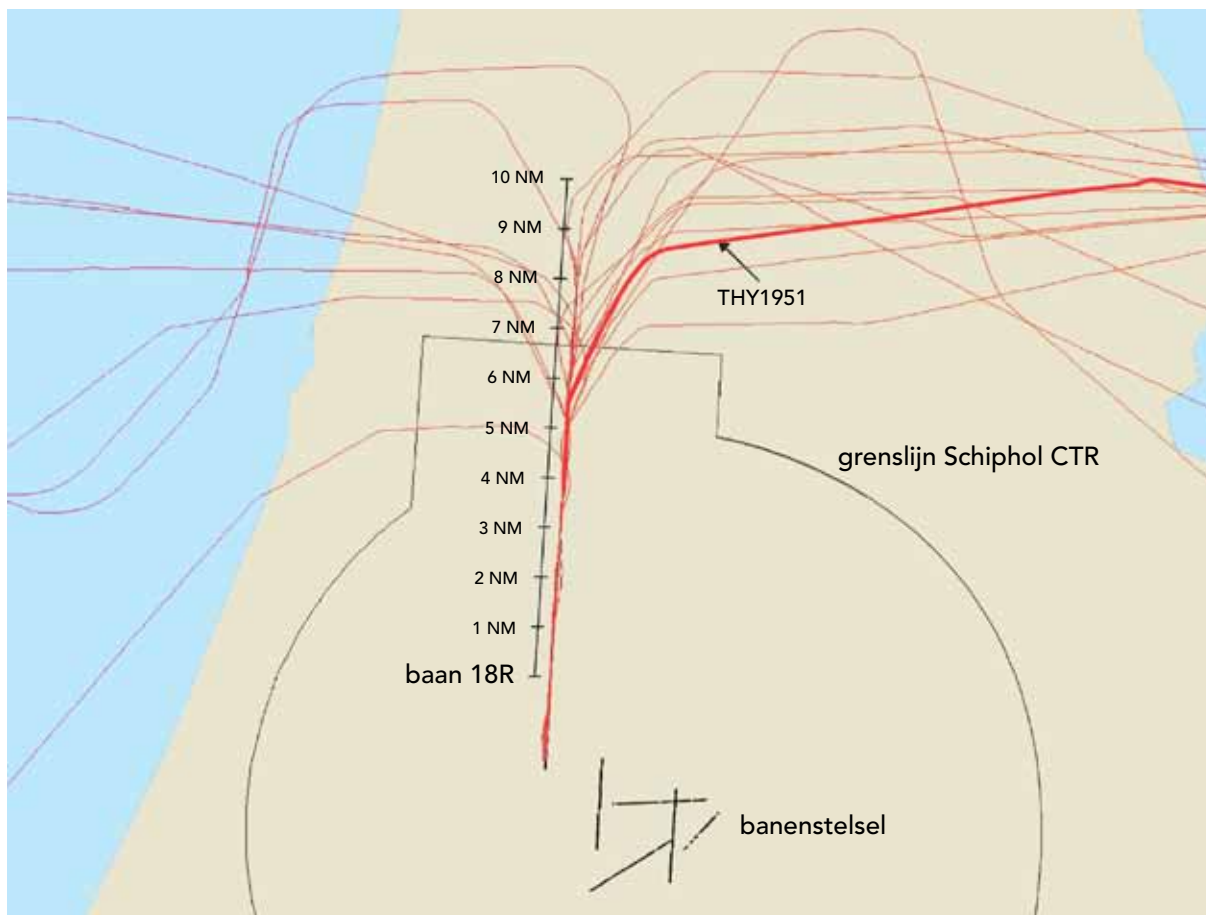 10 NM
9 NM
8 NM
THY1951
7 NM
6 NM
5 NM
grenslijn Schiphol CTR
4 NM
3 NM
2 NM
1 NM
baan 18R
banenstelsel